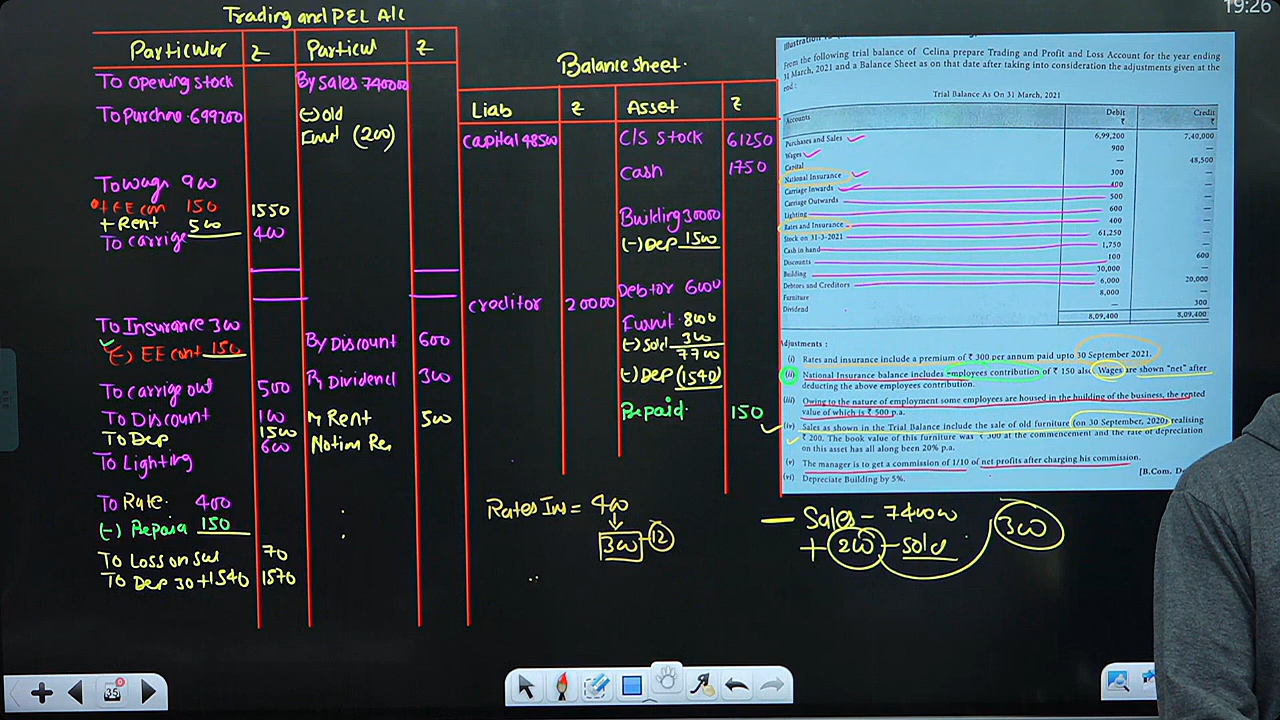 19:26
Trading and P&L A/c
Particular ₹ Particul ₹
To Opening stock By Sales 740000
To Purchase 699200 (-) old
Furnit (200)
To wage 900
+ EE con 150 1550
+ Rent 500
To carrige 400
To Insurance 300
(-) EE cont 150 By Discount 600
To carrige out 500 By Dividend 300
To Discount 100 By Rent 500
To Dep 1500 Notion Re
To Lighting 600
To Rate. 400
(-) Prepaid 150
To Loss on sal 70
To Dep 30+1540 1570
Balance sheet.
Liab ₹ Asset ₹
capital 48500 C/S stock 61250
Cash 1750
Building 30000
(-) Dep 1500
creditor 20000 Debtor 6000
Furnit. 8000
(-) Sold 300
7700
(-) Dep (1540)
Prepaid. 150
Rates Ins = 400
300 - 12
Sales - 740000
+ 200 - sold
300
From the following trial balance of Celina prepare Trading and Profit and Loss Account for the year ending
31 March, 2021 and a Balance Sheet as on that date after taking into consideration the adjustments given at the
end :
Trial Balance As On 31 March, 2021
Accounts Debit ₹ Credit ₹
Purchases and Sales 6,99,200 7,40,000
Wages 900 —
Capital — 48,500
National Insurance 300 —
Carriage Inwards 400 —
Carriage Outwards 500 —
Lighting 600 —
Rates and Insurance 400 —
Stock on 31-3-2021 61,250 —
Cash in hand 1,750 —
Discounts 100 600
Building 30,000 —
Debtors and Creditors 6,000 20,000
Furniture 8,000 —
Dividend — 300
8,09,400 8,09,400
Adjustments :
(i) Rates and insurance include a premium of ₹ 300 per annum paid upto 30 September 2021.
(ii) National Insurance balance includes employees contribution of ₹ 150 also Wages are shown "net" after
deducting the above employees contribution.
(iii) Owing to the nature of employment some employees are housed in the building of the business, the rented
value of which is ₹ 500 p.a.
(iv) Sales as shown in the Trial Balance include the sale of old furniture (on 30 September, 2020) realising
₹ 200. The book value of this furniture was ₹ 300 at the commencement and the rate of depreciation
on this asset has all along been 20% p.a.
(v) The manager is to get a commission of 1/10 of net profits after charging his commission.
(vi) Depreciate Building by 5%.
[B.Com. De
35